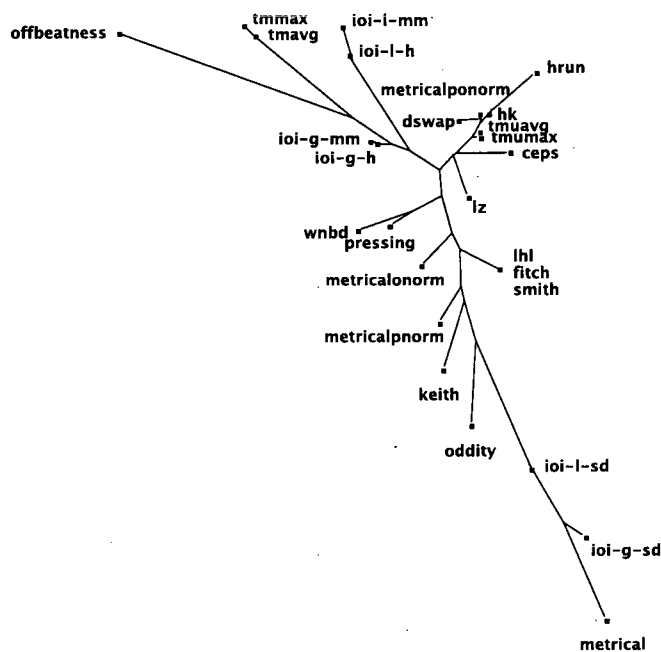 offbeatness
tmmax
tmavg
ioi-i-mm
ioi-l-h
hrun
metricalponorm
dswap
hk
tmuavg
tmumax
ceps
ioi-g-mm
ioi-g-h
lz
wnbd
pressing
metricalonorm
lhl
fitch
smith
metricalpnorm
keith
oddity
ioi-l-sd
ioi-g-sd
metrical